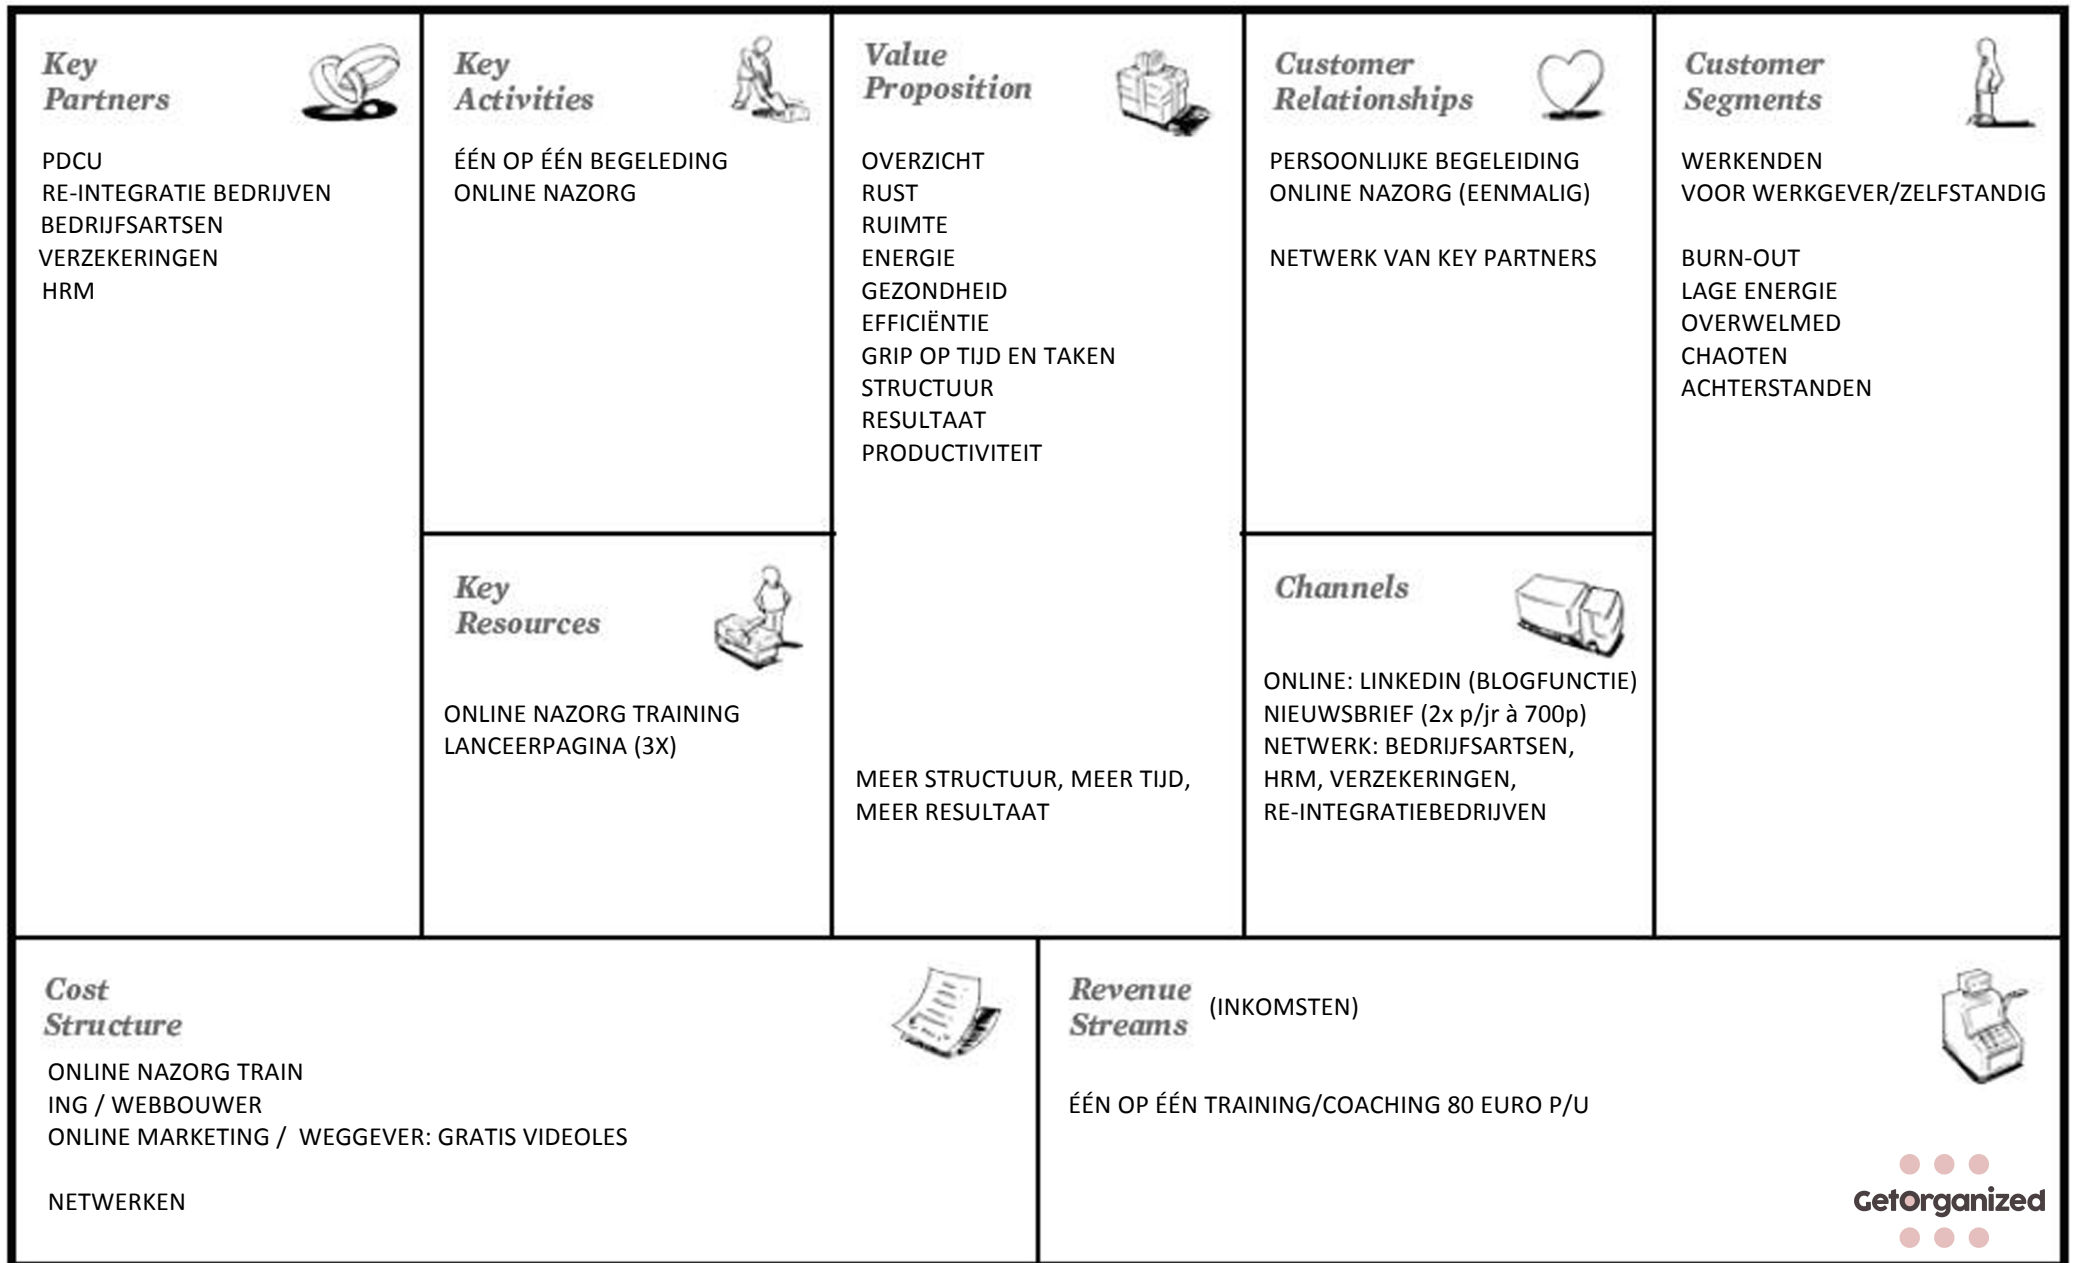 Key
Partners
PDCU
RE-INTEGRATIE BEDRIJVEN
BEDRIJFSARTSEN
VERZEKERINGEN
HRM
Key
Activities
ÉÉN OP ÉÉN BEGELEDING
ONLINE NAZORG
Key
Resources
ONLINE NAZORG TRAINING
LANCEERPAGINA (3X)
Value
Proposition
OVERZICHT
RUST
RUIMTE
ENERGIE
GEZONDHEID
EFFICIËNTIE
GRIP OP TIJD EN TAKEN
STRUCTUUR
RESULTAAT
PRODUCTIVITEIT
MEER STRUCTUUR, MEER TIJD,
MEER RESULTAAT
Customer
Relationships
PERSOONLIJKE BEGELEIDING
ONLINE NAZORG (EENMALIG)
NETWERK VAN KEY PARTNERS
Channels
ONLINE: LINKEDIN (BLOGFUNCTIE)
NIEUWSBRIEF (2x p/jr à 700p)
NETWERK: BEDRIJFSARTSEN,
HRM, VERZEKERINGEN,
RE-INTEGRATIEBEDRIJVEN
Customer
Segments
WERKENDEN
VOOR WERKGEVER/ZELFSTANDIG
BURN-OUT
LAGE ENERGIE
OVERWELMED
CHAOTEN
ACHTERSTANDEN
Cost
Structure
ONLINE NAZORG TRAIN
ING / WEBBOUWER
ONLINE MARKETING / WEGGEVER: GRATIS VIDEOLES
NETWERKEN
Revenue
Streams
(INKOMSTEN)
ÉÉN OP ÉÉN TRAINING/COACHING 80 EURO P/U
GetOrganized